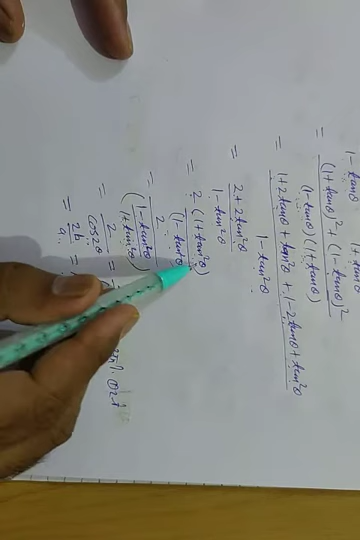 1-tanθ 1+tanθ
= (1+tanθ)² + (1-tanθ)² / (1-tanθ) (1+tanθ)
= 1+2tanθ + tan²θ + 1-2tanθ + tan²θ / 1-tan²θ
= 2+2tan²θ / 1-tan²θ
= 2(1+tan²θ) / (1-tan²θ)
= 2 / (1-tan²θ / 1+tan²θ)
= 2 / cos2θ =
= 2b / a =